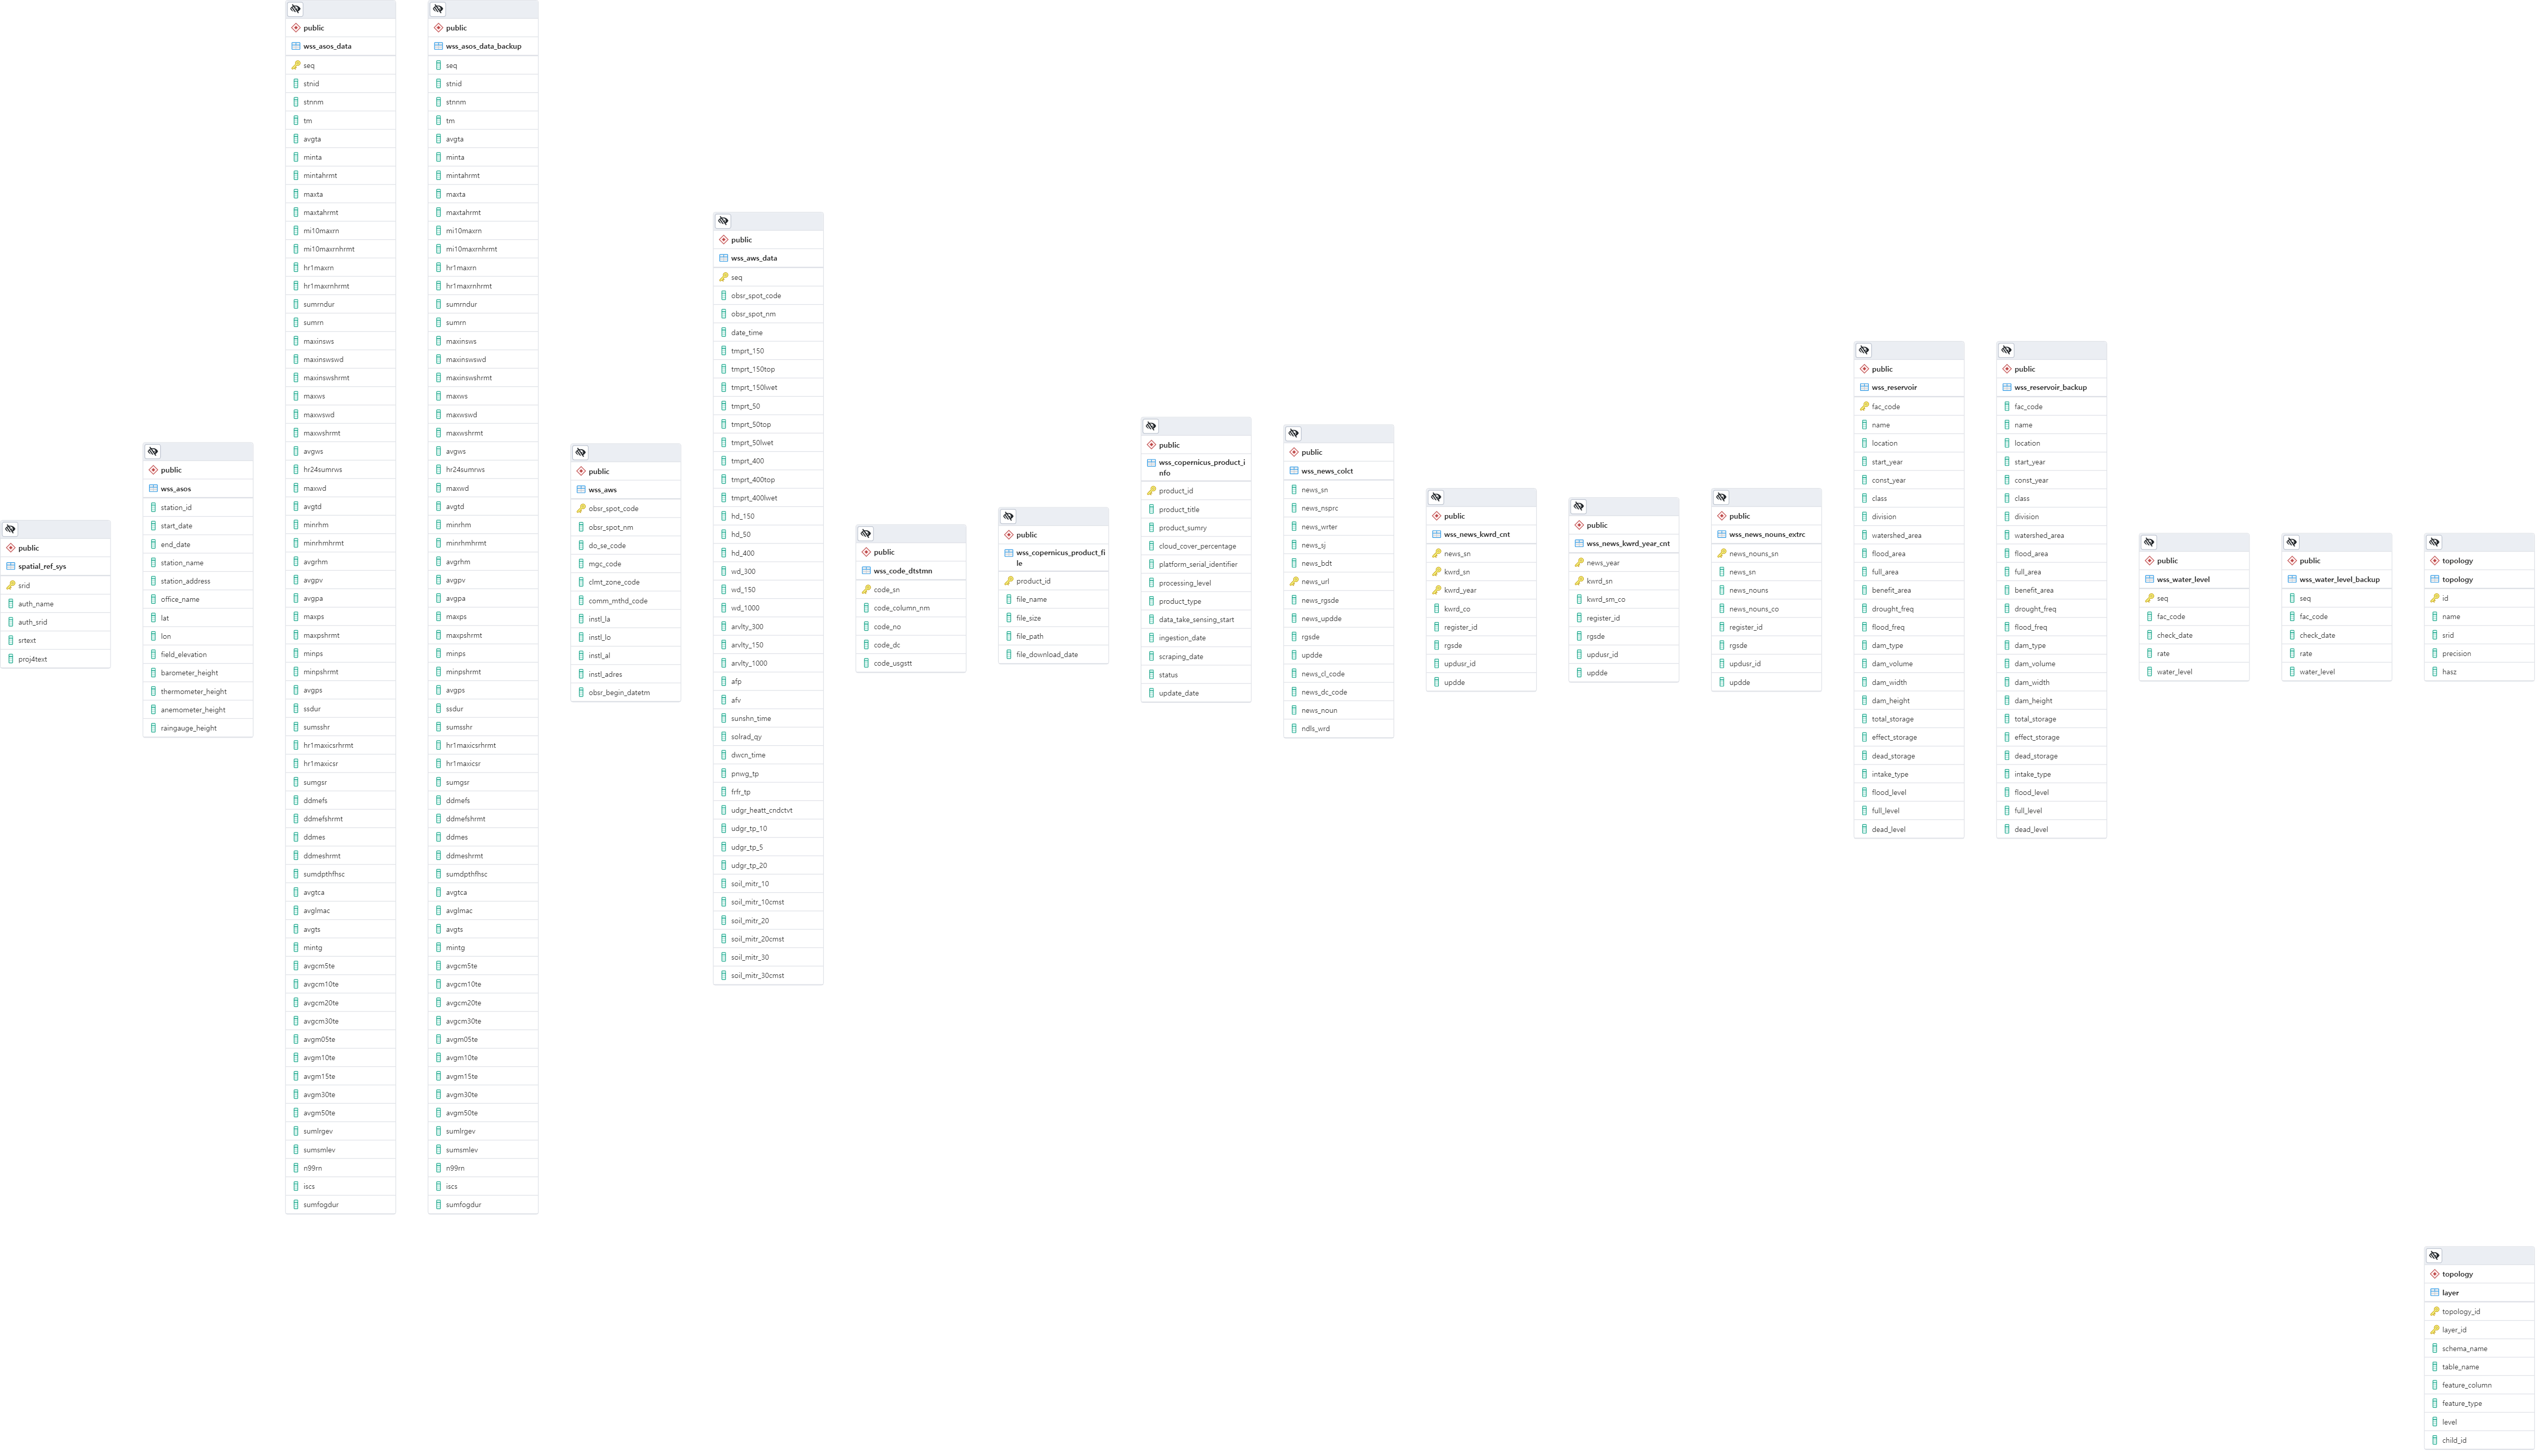 public
spatial_ref_sys
srid
auth_name
auth_srid
srtext
proj4text
public
wss_asos
station_id
start_date
end_date
station_name
station_address
office_name
lat
lon
field_elevation
barometer_height
thermometer_height
anemometer_height
raingauge_height
public
wss_asos_data
seq
stnid
stnnm
tm
avgta
minta
mintahrmt
maxta
maxtahrmt
mi10maxrn
mi10maxrnhrmt
hr1maxrn
hr1maxrnhrmt
sumrndur
sumrn
maxinsws
maxinswswd
maxinswshrmt
maxws
maxwswd
maxwshrmt
avgws
hr24sumrws
maxwd
avgtd
minrhm
minrhmhrmt
avgrhm
avgpv
avgpa
maxps
maxpshrmt
minps
minpshrmt
avgps
ssdur
sumsshr
hr1maxicsrhrmt
hr1maxicsr
sumgsr
ddmefs
ddmefshrmt
ddmes
ddmeshrmt
sumdpthfhsc
avgtca
avglmac
avgts
mintg
avgcm5te
avgcm10te
avgcm20te
avgcm30te
avgm05te
avgm10te
avgm15te
avgm30te
avgm50te
sumlrgev
sumsmlev
n99rn
iscs
sumfogdur
public
wss_asos_data_backup
seq
stnid
stnnm
tm
avgta
minta
mintahrmt
maxta
maxtahrmt
mi10maxrn
mi10maxrnhrmt
hr1maxrn
hr1maxrnhrmt
sumrndur
sumrn
maxinsws
maxinswswd
maxinswshrmt
maxws
maxwswd
maxwshrmt
avgws
hr24sumrws
maxwd
avgtd
minrhm
minrhmhrmt
avgrhm
avgpv
avgpa
maxps
maxpshrmt
minps
minpshrmt
avgps
ssdur
sumsshr
hr1maxicsrhrmt
hr1maxicsr
sumgsr
ddmefs
ddmefshrmt
ddmes
ddmeshrmt
sumdpthfhsc
avgtca
avglmac
avgts
mintg
avgcm5te
avgcm10te
avgcm20te
avgcm30te
avgm05te
avgm10te
avgm15te
avgm30te
avgm50te
sumlrgev
sumsmlev
n99rn
iscs
sumfogdur
public
wss_aws
obsr_spot_code
obsr_spot_nm
do_se_code
mgc_code
clmt_zone_code
comm_mthd_code
instl_la
instl_lo
instl_al
instl_adres
obsr_begin_datetm
public
wss_aws_data
seq
obsr_spot_code
obsr_spot_nm
date_time
tmprt_150
tmprt_150top
tmprt_150lwet
tmprt_50
tmprt_50top
tmprt_50lwet
tmprt_400
tmprt_400top
tmprt_400lwet
hd_150
hd_50
hd_400
wd_300
wd_150
wd_1000
arvlty_300
arvlty_150
arvlty_1000
afp
afv
sunshn_time
solrad_qy
dwcn_time
pnwg_tp
frfr_tp
udgr_heatt_cndctvt
udgr_tp_10
udgr_tp_5
udgr_tp_20
soil_mitr_10
soil_mitr_10cmst
soil_mitr_20
soil_mitr_20cmst
soil_mitr_30
soil_mitr_30cmst
public
wss_code_dtstmn
code_sn
code_column_nm
code_no
code_dc
code_usgstt
public
wss_copernicus_product_fi
le
product_id
file_name
file_size
file_path
file_download_date
public
wss_copernicus_product_i
nfo
product_id
product_title
product_sumry
cloud_cover_percentage
platform_serial_identifier
processing_level
product_type
data_take_sensing_start
ingestion_date
scraping_date
status
update_date
public
wss_news_colct
news_sn
news_nsprc
news_wrter
news_sj
news_bdt
news_url
news_rgsde
news_updde
rgsde
updde
news_cl_code
news_dc_code
news_noun
ndls_wrd
public
wss_news_kwrd_cnt
news_sn
kwrd_sn
kwrd_year
kwrd_co
register_id
rgsde
updusr_id
updde
public
wss_news_kwrd_year_cnt
news_year
kwrd_sn
kwrd_sm_co
register_id
rgsde
updusr_id
updde
public
wss_news_nouns_extrc
news_nouns_sn
news_sn
news_nouns
news_nouns_co
register_id
rgsde
updusr_id
updde
public
wss_reservoir
fac_code
name
location
start_year
const_year
class
division
watershed_area
flood_area
full_area
benefit_area
drought_freq
flood_freq
dam_type
dam_volume
dam_width
dam_height
total_storage
effect_storage
dead_storage
intake_type
flood_level
full_level
dead_level
public
wss_reservoir_backup
fac_code
name
location
start_year
const_year
class
division
watershed_area
flood_area
full_area
benefit_area
drought_freq
flood_freq
dam_type
dam_volume
dam_width
dam_height
total_storage
effect_storage
dead_storage
intake_type
flood_level
full_level
dead_level
public
wss_water_level
seq
fac_code
check_date
rate
water_level
public
wss_water_level_backup
seq
fac_code
check_date
rate
water_level
topology
topology
id
name
srid
precision
hasz
topology
layer
topology_id
layer_id
schema_name
table_name
feature_column
feature_type
level
child_id